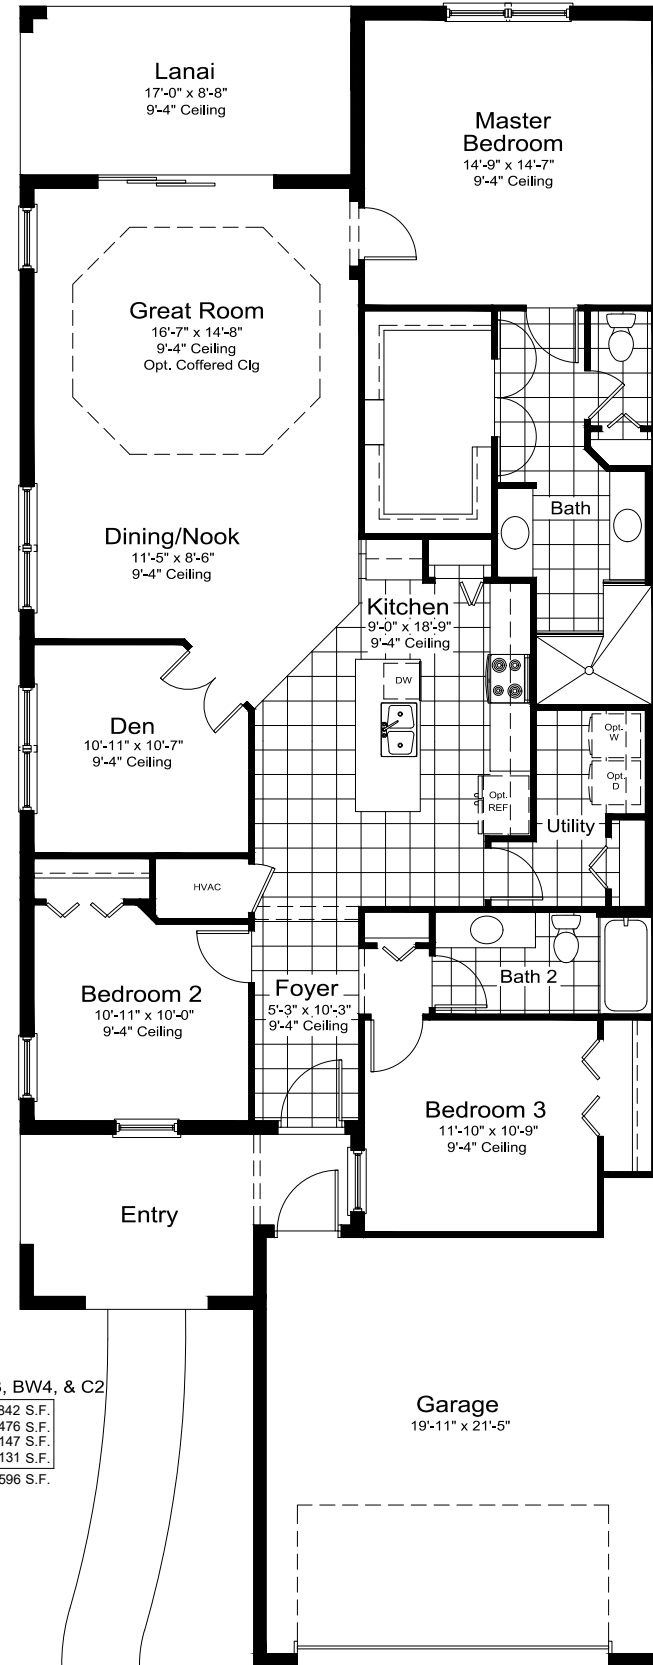 Lanai
17'-0" x 8'-8"
9'-4" Ceiling
Master
Bedroom
14'-9" x 14'-7"
9'-4" Ceiling
Great Room
16'-7" x 14'-8"
9'-4" Ceiling
Opt. Coffered Clg
Dining/Nook
11'-5" x 8'-6"
9'-4" Ceiling
Bath
Kitchen
9'-0" x 18'-9"
9'-4" Ceiling
DW
Den
10'-11" x 10'-7"
9'-4" Ceiling
Opt.
W
Opt.
D
Opt.
REF
Utility
HVAC
Bath 2
Bedroom 2
10'-11" x 10'-0"
9'-4" Ceiling
Foyer
5'-3" x 10'-3"
9'-4" Ceiling
Bedroom 3
11'-10" x 10'-9"
9'-4" Ceiling
Entry
, BW4, & C2
842 S.F.
476 S.F.
147 S.F.
131 S.F.
596 S.F.
Garage
19'-11" x 21'-5"